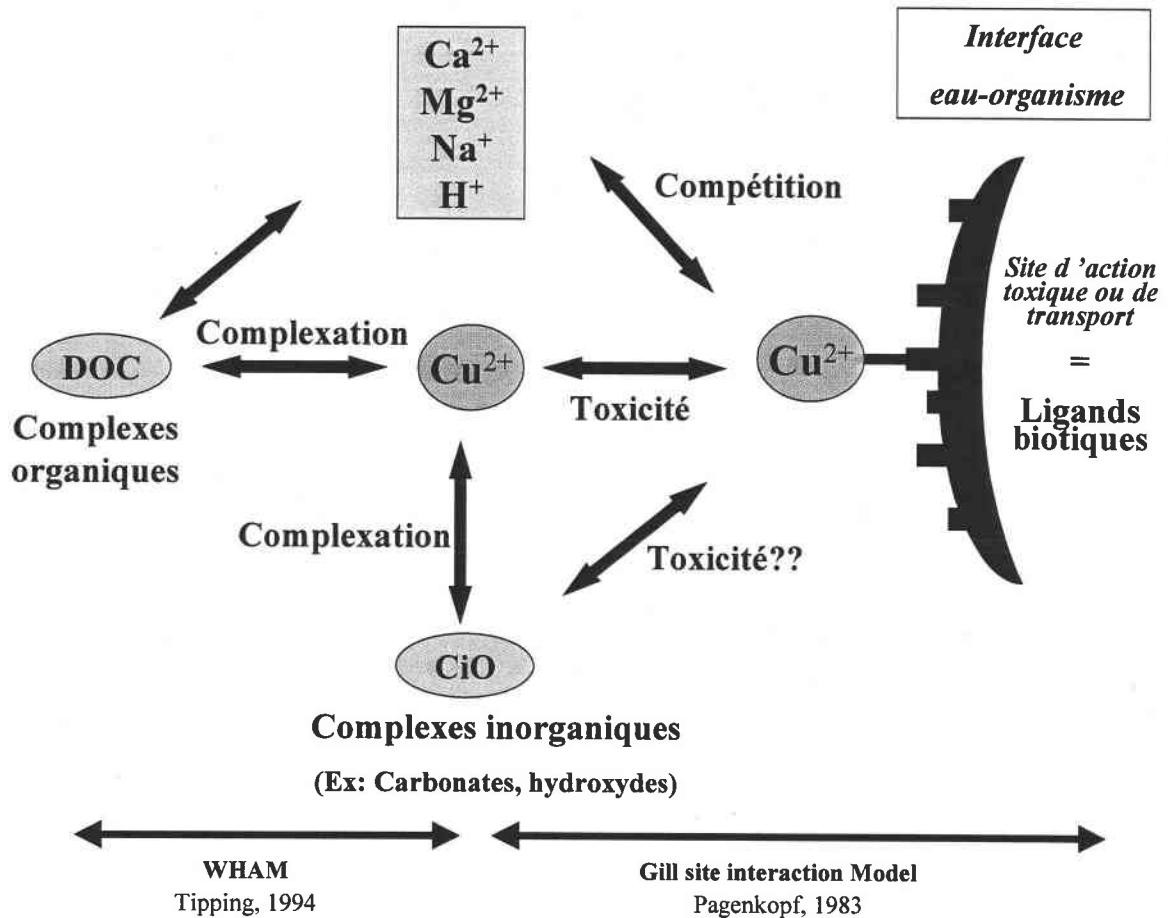 Ca²⁺
Mg²⁺
Na⁺
H⁺
Interface
eau-organisme
Compétition
Site d 'action
toxique ou de
transport
=
Ligands
biotiques
Complexation
DOC
Cu²⁺
Cu²⁺
Toxicité
Complexes
organiques
Complexation
Toxicité??
CiO
Complexes inorganiques
(Ex: Carbonates, hydroxydes)
WHAM
Tipping, 1994
Gill site interaction Model
Pagenkopf, 1983